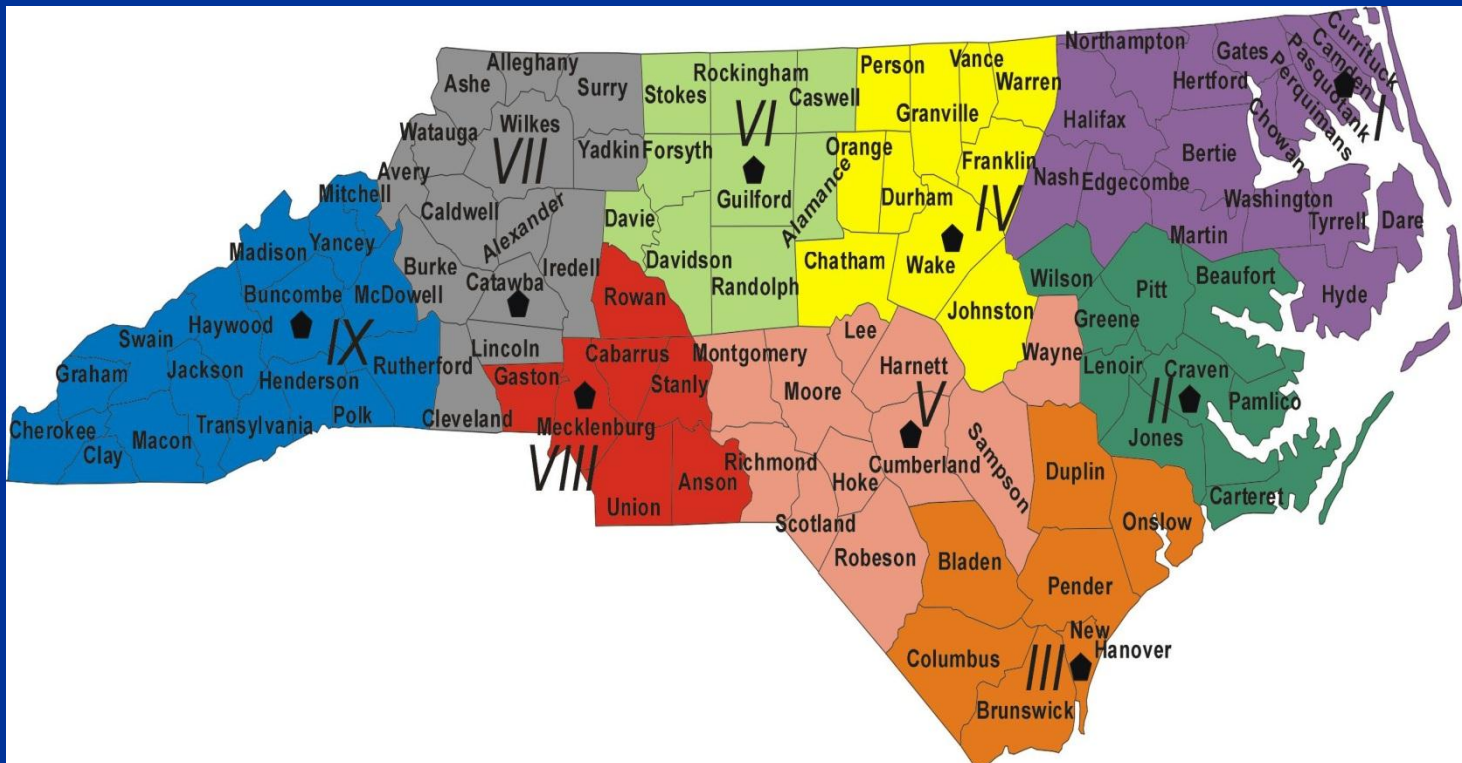 Ashe
Alleghany
Surry
Watauga
Wilkes
VII
Yadkin
Avery
Caldwell
Alexander
Burke
Catawba
Iredell
Lincoln
Cleveland
Stokes
Rockingham
Caswell
VI
Forsyth
Guilford
Alamance
Davie
Davidson
Randolph
Person
Granville
Vance
Warren
Orange
Durham
Franklin
IV
Chatham
Wake
Johnston
Northampton
Gates
Hertford
Currituck
Camden
Pasquotank
Perquimans
Chowan
I
Halifax
Bertie
Nash
Edgecombe
Washington
Tyrrell
Dare
Martin
Hyde
Mitchell
Yancey
Madison
Buncombe
McDowell
Haywood
Swain
IX
Graham
Jackson
Henderson
Rutherford
Cherokee
Clay
Macon
Transylvania
Polk
Rowan
Cabarrus
Gaston
Stanly
Mecklenburg
VIII
Union
Anson
Montgomery
Lee
Harnett
Wayne
Moore
V
Richmond
Hoke
Cumberland
Sampson
Scotland
Robeson
Wilson
Pitt
Beaufort
Greene
Lenoir
Craven
II
Pamlico
Jones
Carteret
Duplin
Onslow
Bladen
Pender
New
Hanover
Columbus
III
Brunswick